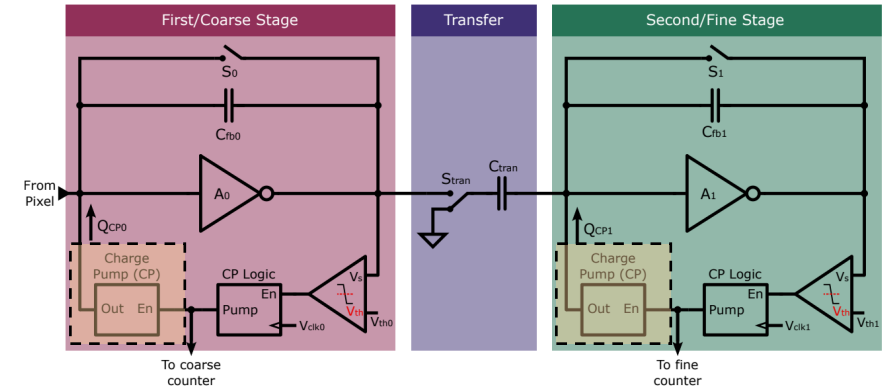 First/Coarse Stage
Transfer
Second/Fine Stage
S0
S1
Cfb0
Cfb1
From
Pixel
A0
Stran
Ctran
A1
QCP0
QCP1
Charge
Pump (CP)
Out En
CP Logic
En
Pump
Vs
Vth
Vclk0
Vth0
Charge
Pump (CP)
Out En
CP Logic
En
Pump
Vs
Vth
Vclk1
Vth1
To coarse
counter
To fine
counter